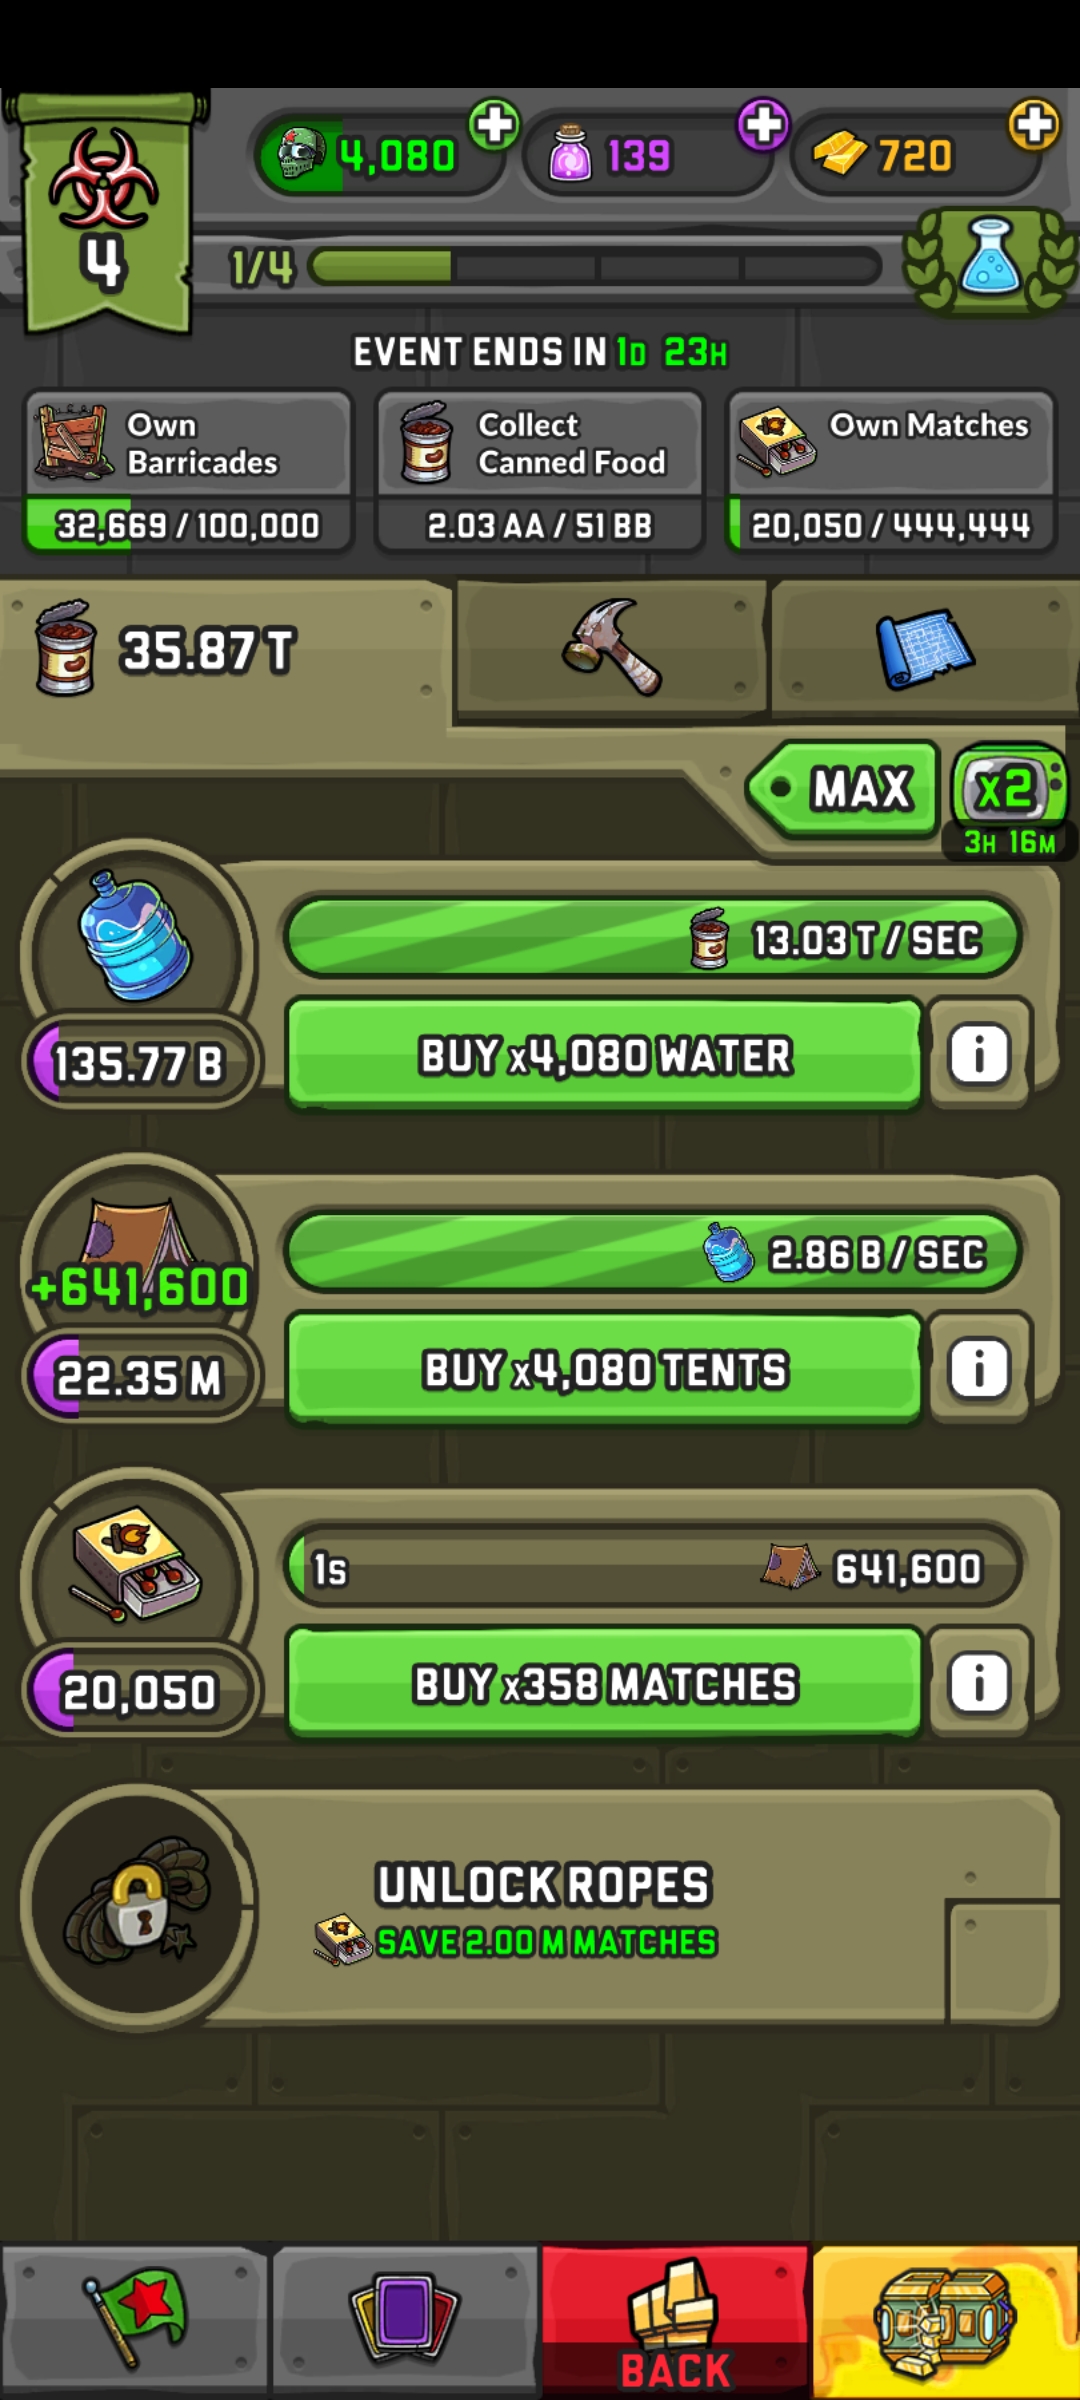 4
4,080
139
720
1/4
EVENT ENDS IN 1D 23H
Own
Barricades
32,669 / 100,000
Collect
Canned Food
2.03 AA / 51 BB
Own Matches
20,050 / 444,444
35.87 T
MAX
x2
3H 16M
13.03 T / SEC
135.77 B
BUY x4,080 WATER
i
+641,600
2.86 B / SEC
22.35 M
BUY x4,080 TENTS
i
1s
641,600
20,050
BUY x358 MATCHES
i
UNLOCK ROPES
SAVE 2.00 M MATCHES
BACK